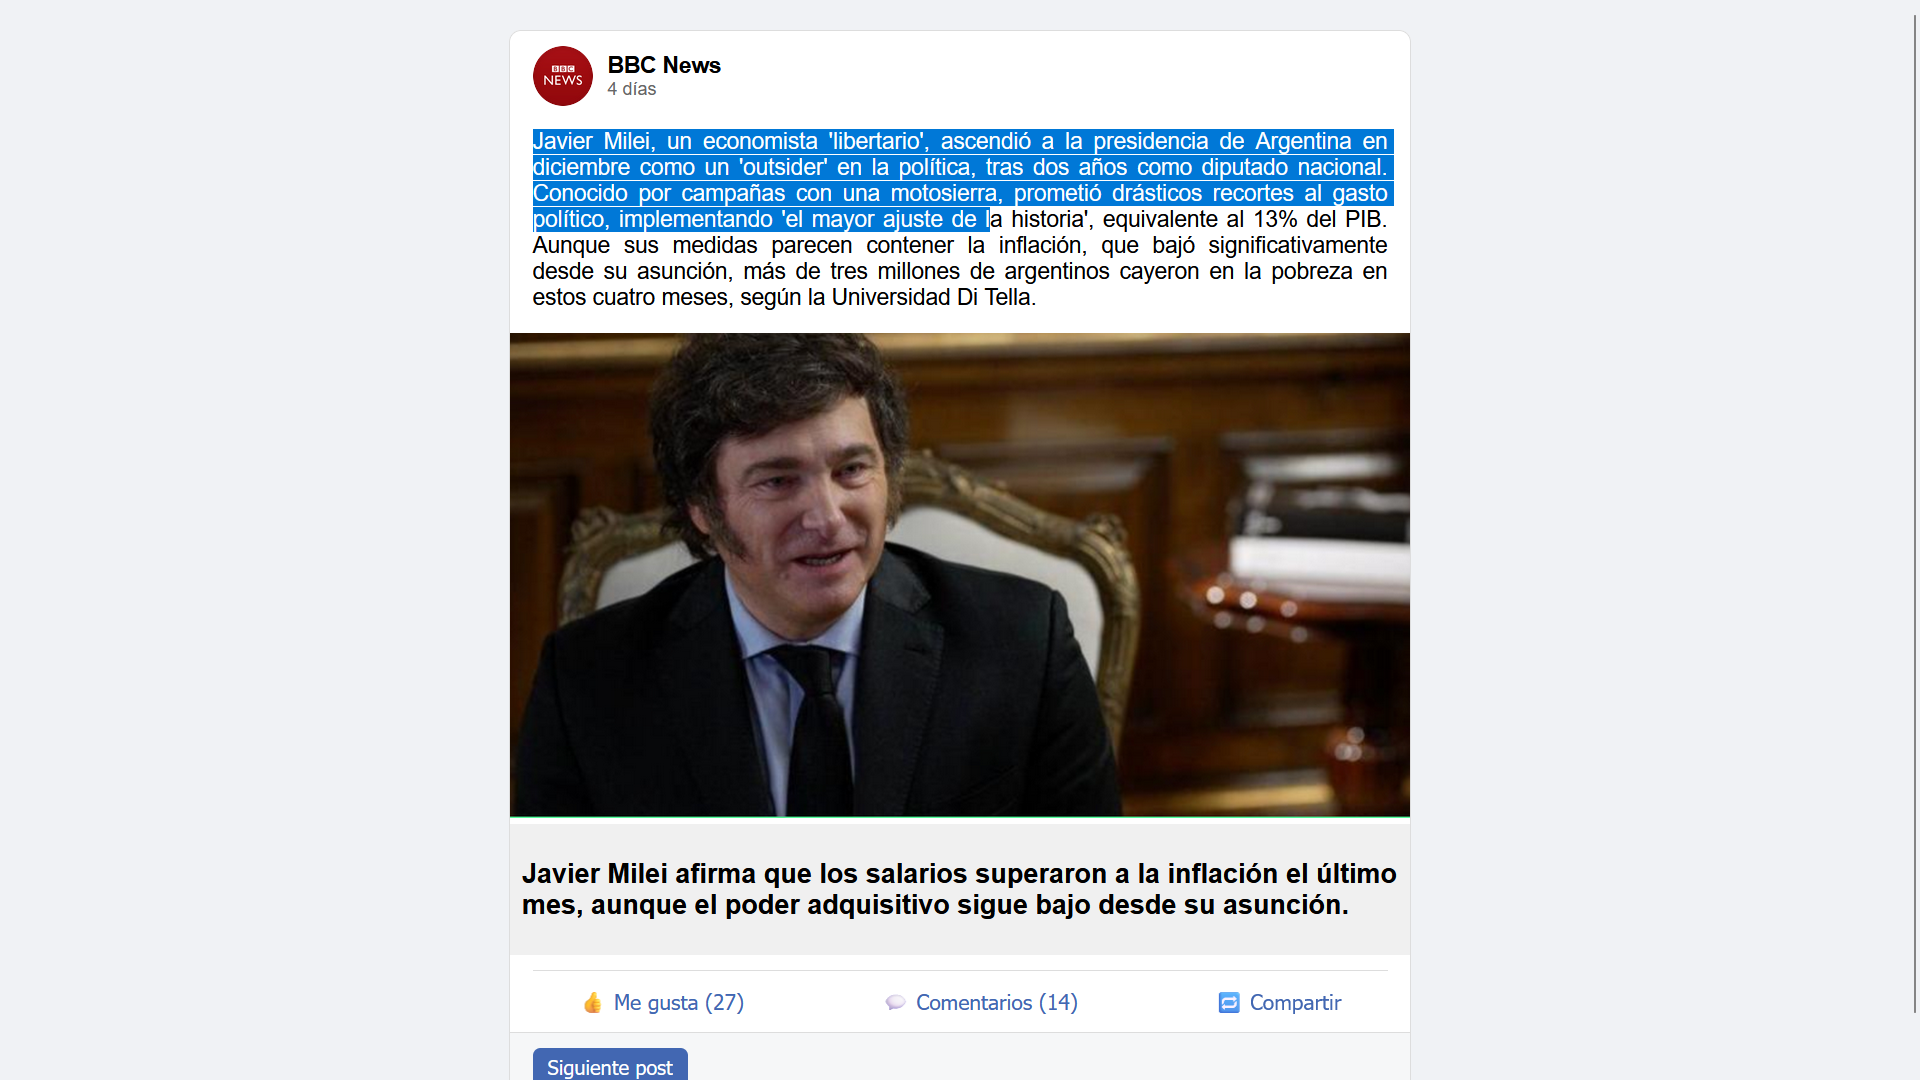 BBC
NEWS
BBC News
4 días
Javier Milei, un economista 'libertario', ascendió a la presidencia de Argentina en
diciembre como un 'outsider' en la política, tras dos años como diputado nacional.
Conocido por campañas con una motosierra, prometió drásticos recortes al gasto
político, implementando 'el mayor ajuste de la historia', equivalente al 13% del PIB.
Aunque sus medidas parecen contener la inflación, que bajó significativamente
desde su asunción, más de tres millones de argentinos cayeron en la pobreza en
estos cuatro meses, según la Universidad Di Tella.
Javier Milei afirma que los salarios superaron a la inflación el último
mes, aunque el poder adquisitivo sigue bajo desde su asunción.
Me gusta (27) Comentarios (14) Compartir
Siguiente post